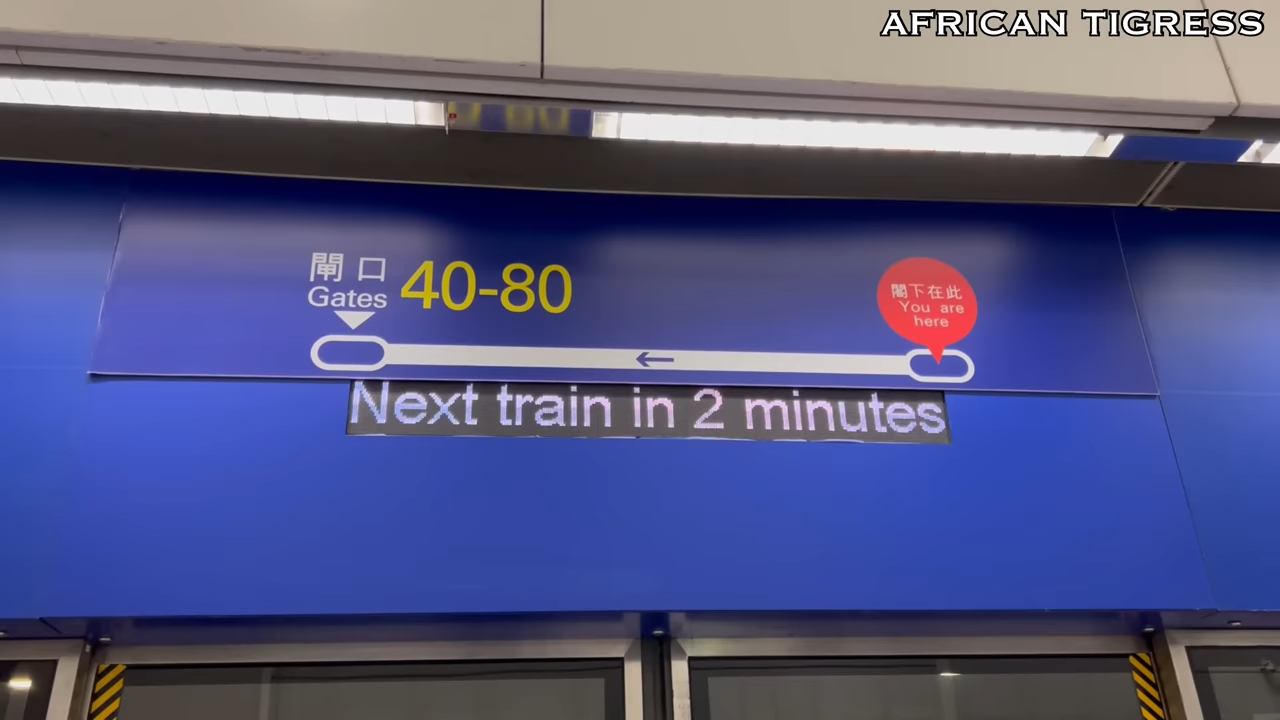 AFRICAN TIGRESS
閘口 40-80
Gates
閣下在此
You are
here
Next train in 2 minutes